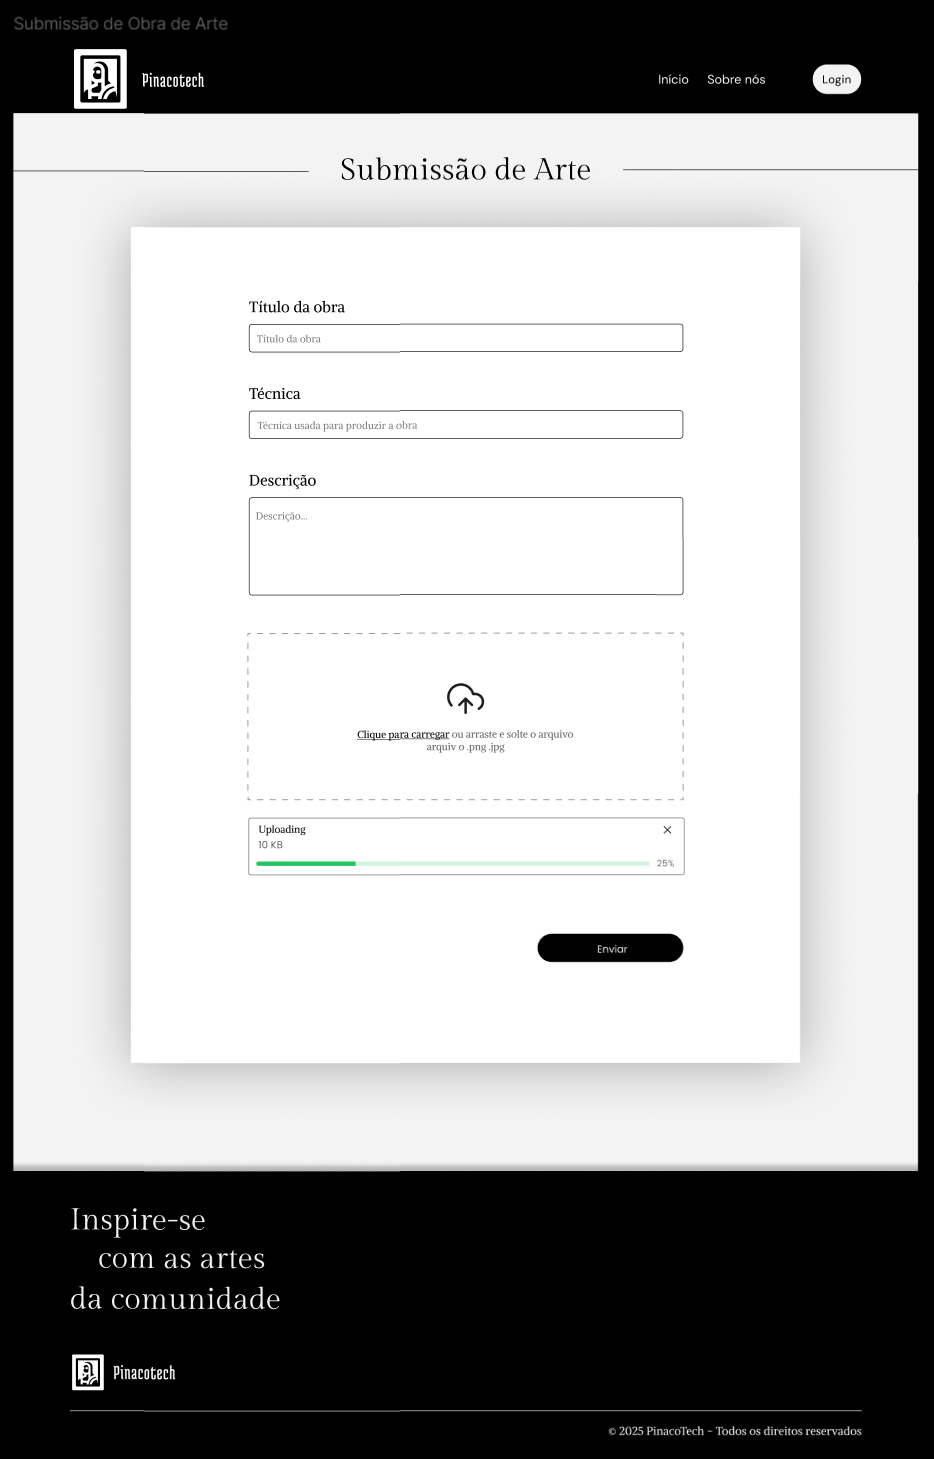 Submissão de Obra de Arte
Pinacotech
Início Sobre nós Login
Submissão de Arte
Título da obra
Título da obra
Técnica
Técnica usada para produzir a obra
Descrição
Descrição...
Clique para carregar ou arraste e solte o arquivo
arquiv o .png .jpg
Uploading
10 KB
25%
Enviar
Inspire-se
com as artes
da comunidade
Pinacotech
© 2025 PinacoTech - Todos os direitos reservados